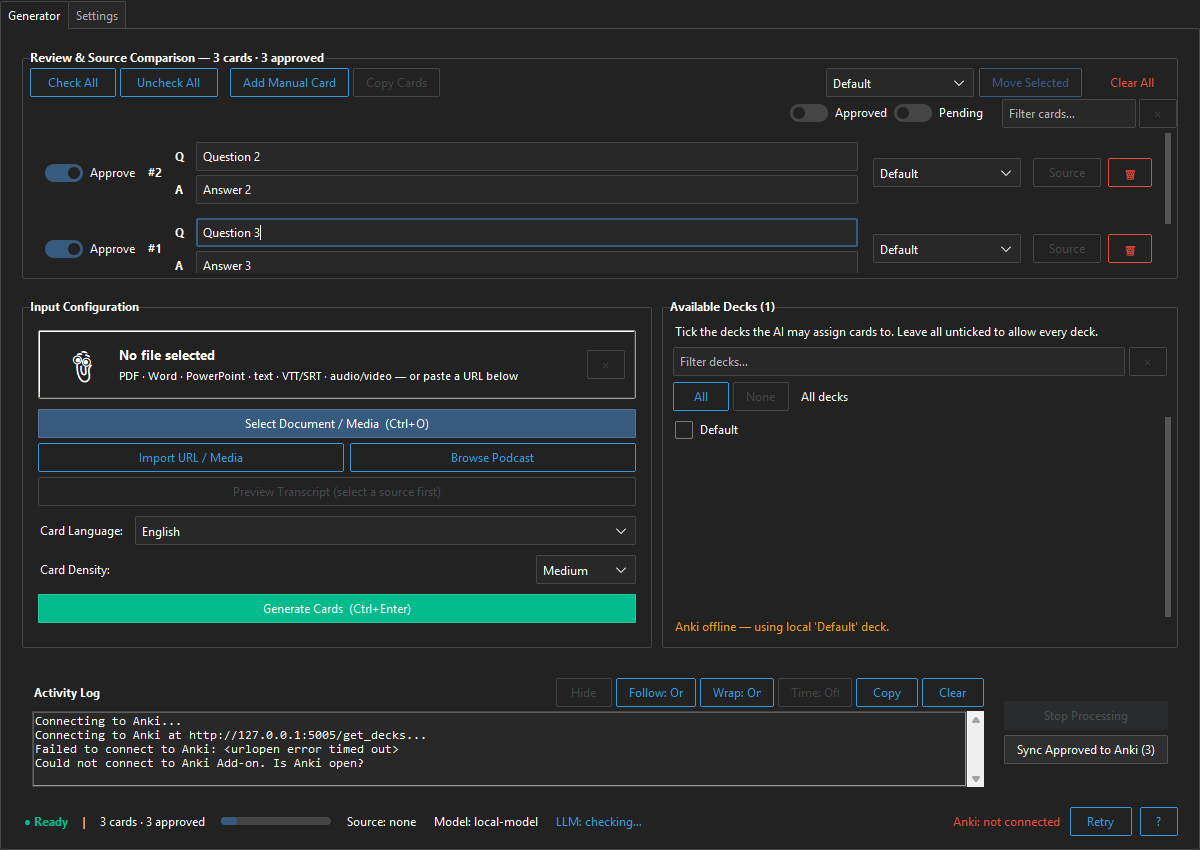 Generator Settings
Review & Source Comparison — 3 cards · 3 approved
Check All Uncheck All Add Manual Card Copy Cards Default Move Selected Clear All
Approved Pending Filter cards... ×
Approve #2 Q Question 2 Default Source
A Answer 2
Approve #1 Q Question 3 Default Source
A Answer 3
Input Configuration
No file selected
PDF · Word · PowerPoint · text · VTT/SRT · audio/video — or paste a URL below
×
Select Document / Media (Ctrl+O)
Import URL / Media Browse Podcast
Preview Transcript (select a source first)
Card Language: English
Card Density: Medium
Generate Cards (Ctrl+Enter)
Available Decks (1)
Tick the decks the AI may assign cards to. Leave all unticked to allow every deck.
Filter decks... ×
All None All decks
Default
Anki offline — using local 'Default' deck.
Activity Log Hide Follow: Or Wrap: Or Time: Off Copy Clear
Connecting to Anki...
Connecting to Anki at http://127.0.0.1:5005/get_decks...
Failed to connect to Anki: <urlopen error timed out>
Could not connect to Anki Add-on. Is Anki open?
Stop Processing
Sync Approved to Anki (3)
● Ready | 3 cards · 3 approved Source: none Model: local-model LLM: checking... Anki: not connected Retry ?